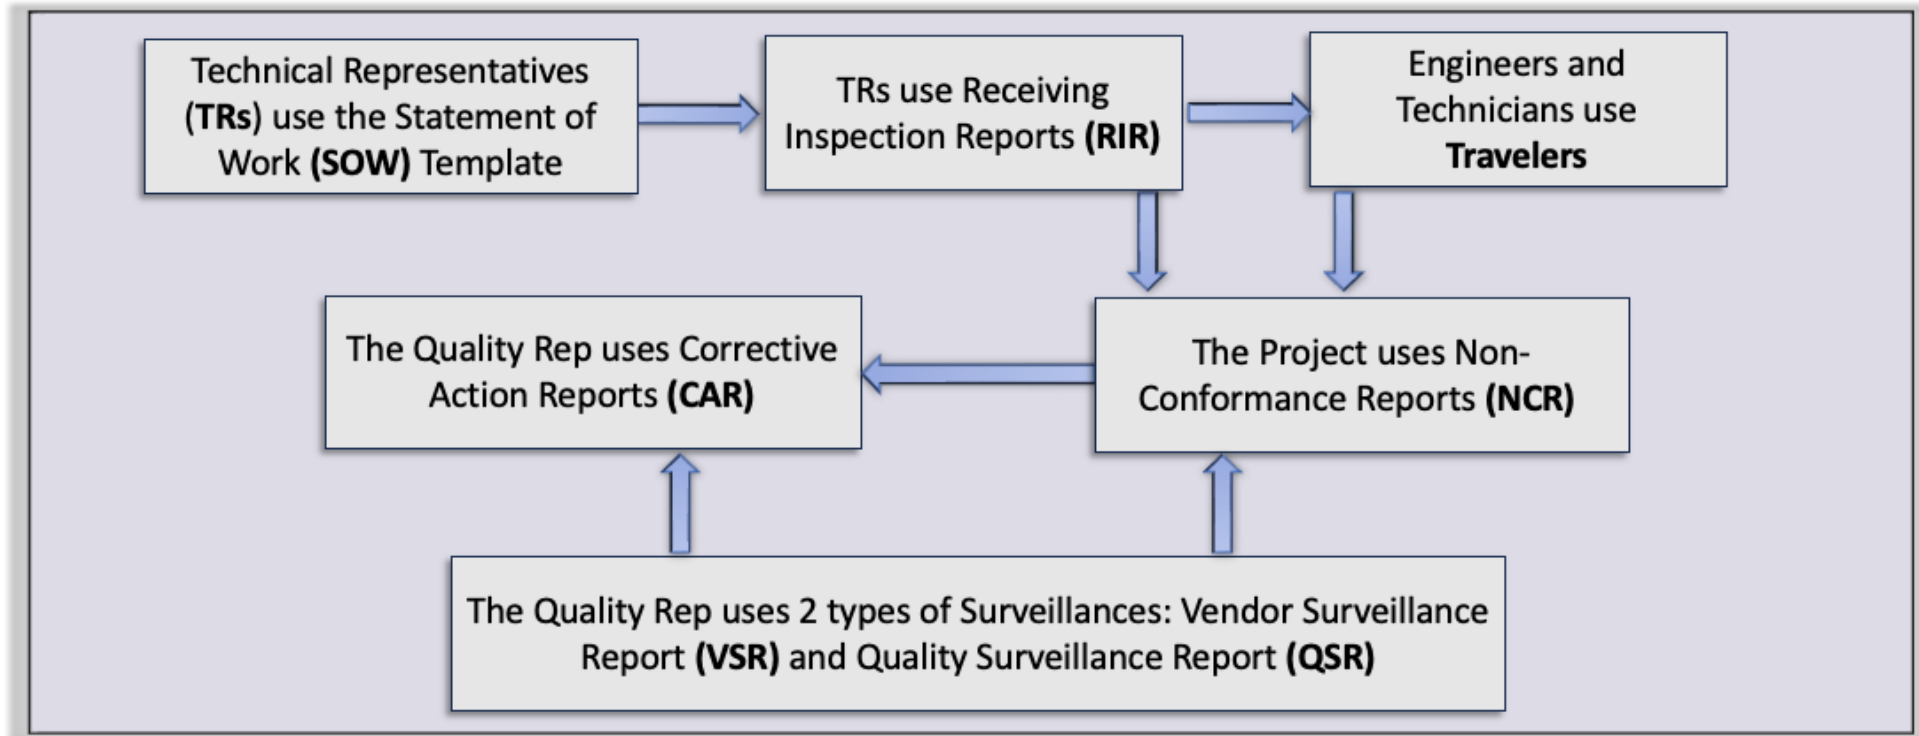 Technical Representatives
(TRs) use the Statement of
Work (SOW) Template
TRs use Receiving
Inspection Reports (RIR)
Engineers and
Technicians use
Travelers
The Quality Rep uses Corrective
Action Reports (CAR)
The Project uses Non-
Conformance Reports (NCR)
The Quality Rep uses 2 types of Surveillances: Vendor Surveillance
Report (VSR) and Quality Surveillance Report (QSR)